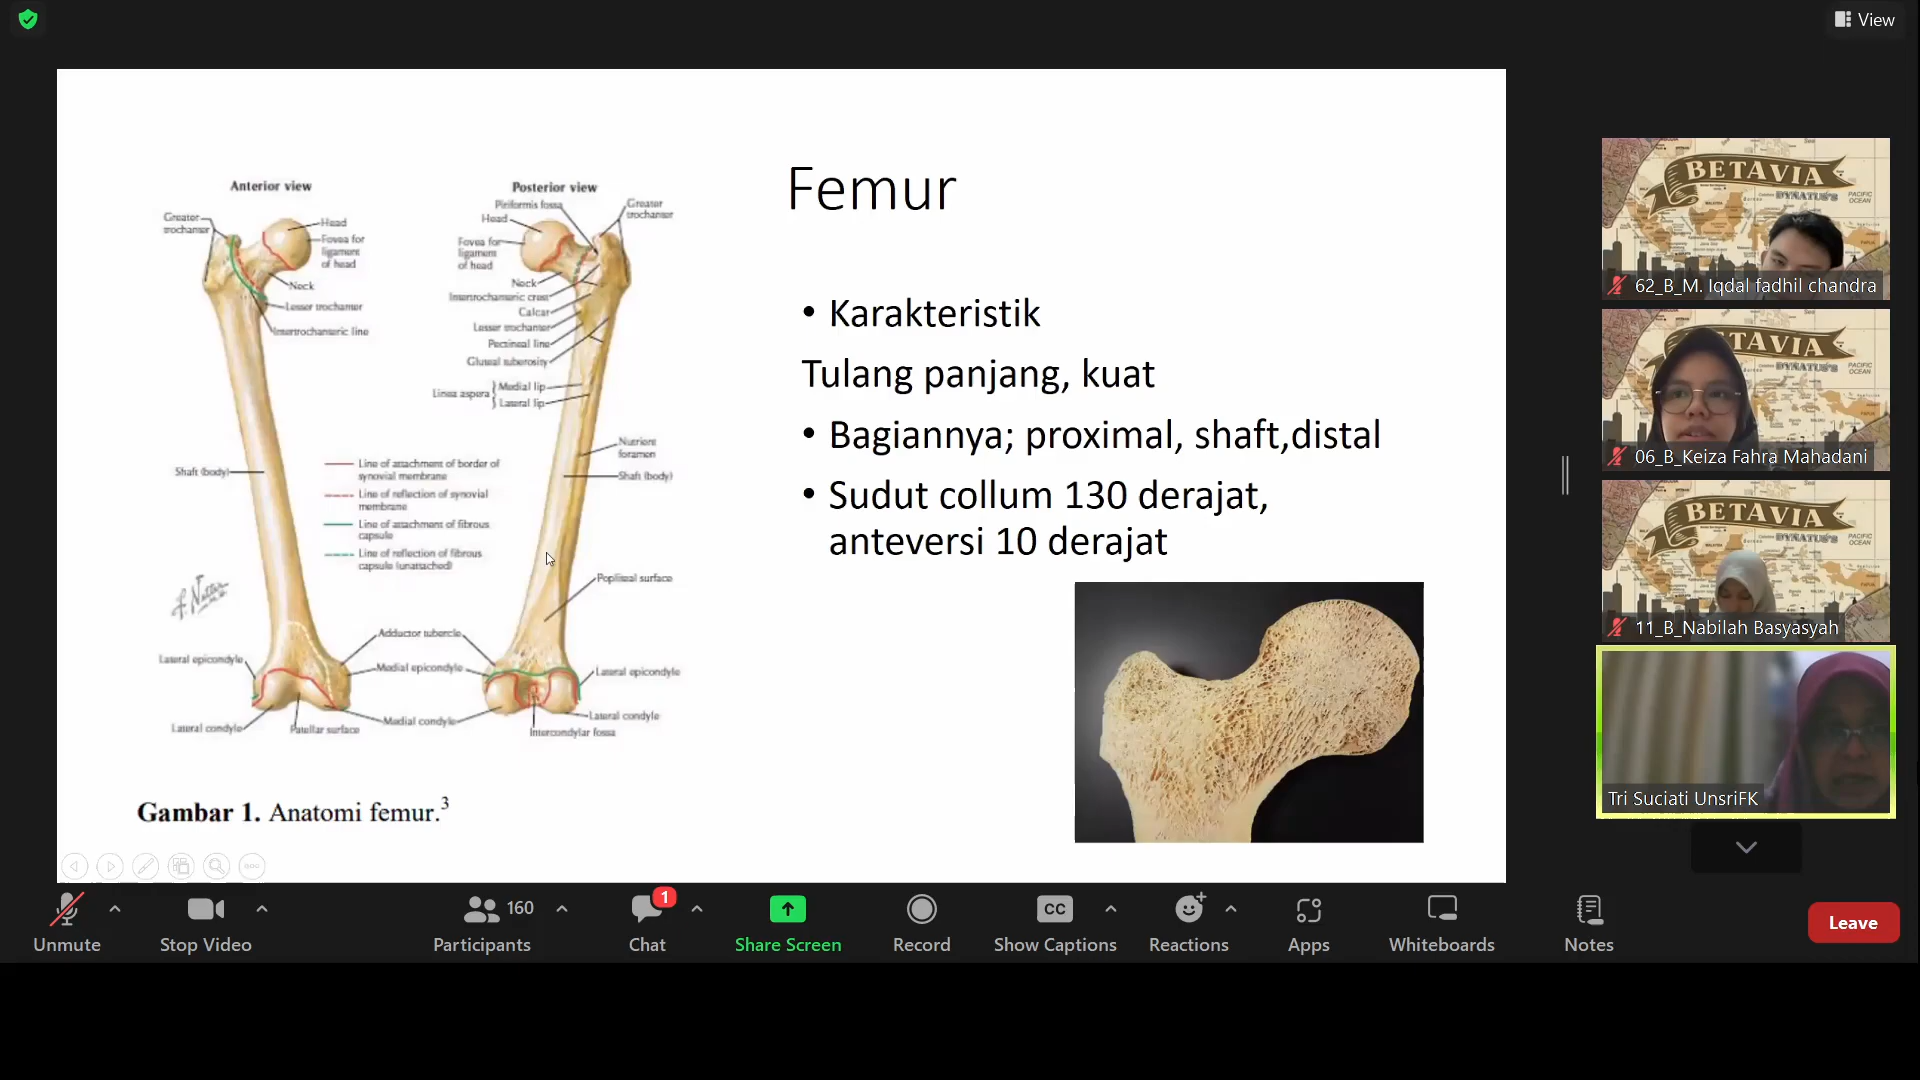 View
Anterior view
Greater
trochanter
Head
Fovea for
ligament
of head
Neck
Lesser trochanter
Intertrochanteric line
Shaft (body)
Line of attachment of border of
synovial membrane
Line of reflection of synovial
membrane
Line of attachment of fibrous
capsule
Line of reflection of fibrous
capsule (unattached)
Adductor tubercle
Lateral epicondyle
Medial epicondyle
Lateral condyle
Patellar surface
Medial condyle
Posterior view
Piriformis fossa
Greater
trochanter
Head
Fovea for
ligament
of head
Neck
Intertrochanteric crest
Calcar
Lesser trochanter
Pectineal line
Gluteal tuberosity
Linea aspera
Medial lip
Lateral lip
Nutrient
foramen
Shaft (body)
Popliteal surface
Lateral epicondyle
Lateral condyle
Intercondylar fossa
Gambar 1. Anatomi femur.3
Femur
• Karakteristik
Tulang panjang, kuat
• Bagiannya; proximal, shaft,distal
• Sudut collum 130 derajat,
anteversi 10 derajat
BETAVIA
DYNATUS'S
PACIFIC
OCEAN
62_B_M. Iqdal fadhil chandra
06_B_Keiza Fahra Mahadani
BETAVIA
DYNATUS'S
PACIFIC
OCEAN
11_B_Nabilah Basyasyah
Tri Suciati UnsriFK
Unmute
Stop Video
160
Participants
1
Chat
Share Screen
Record
CC
Show Captions
Reactions
Apps
Whiteboards
Notes
Leave